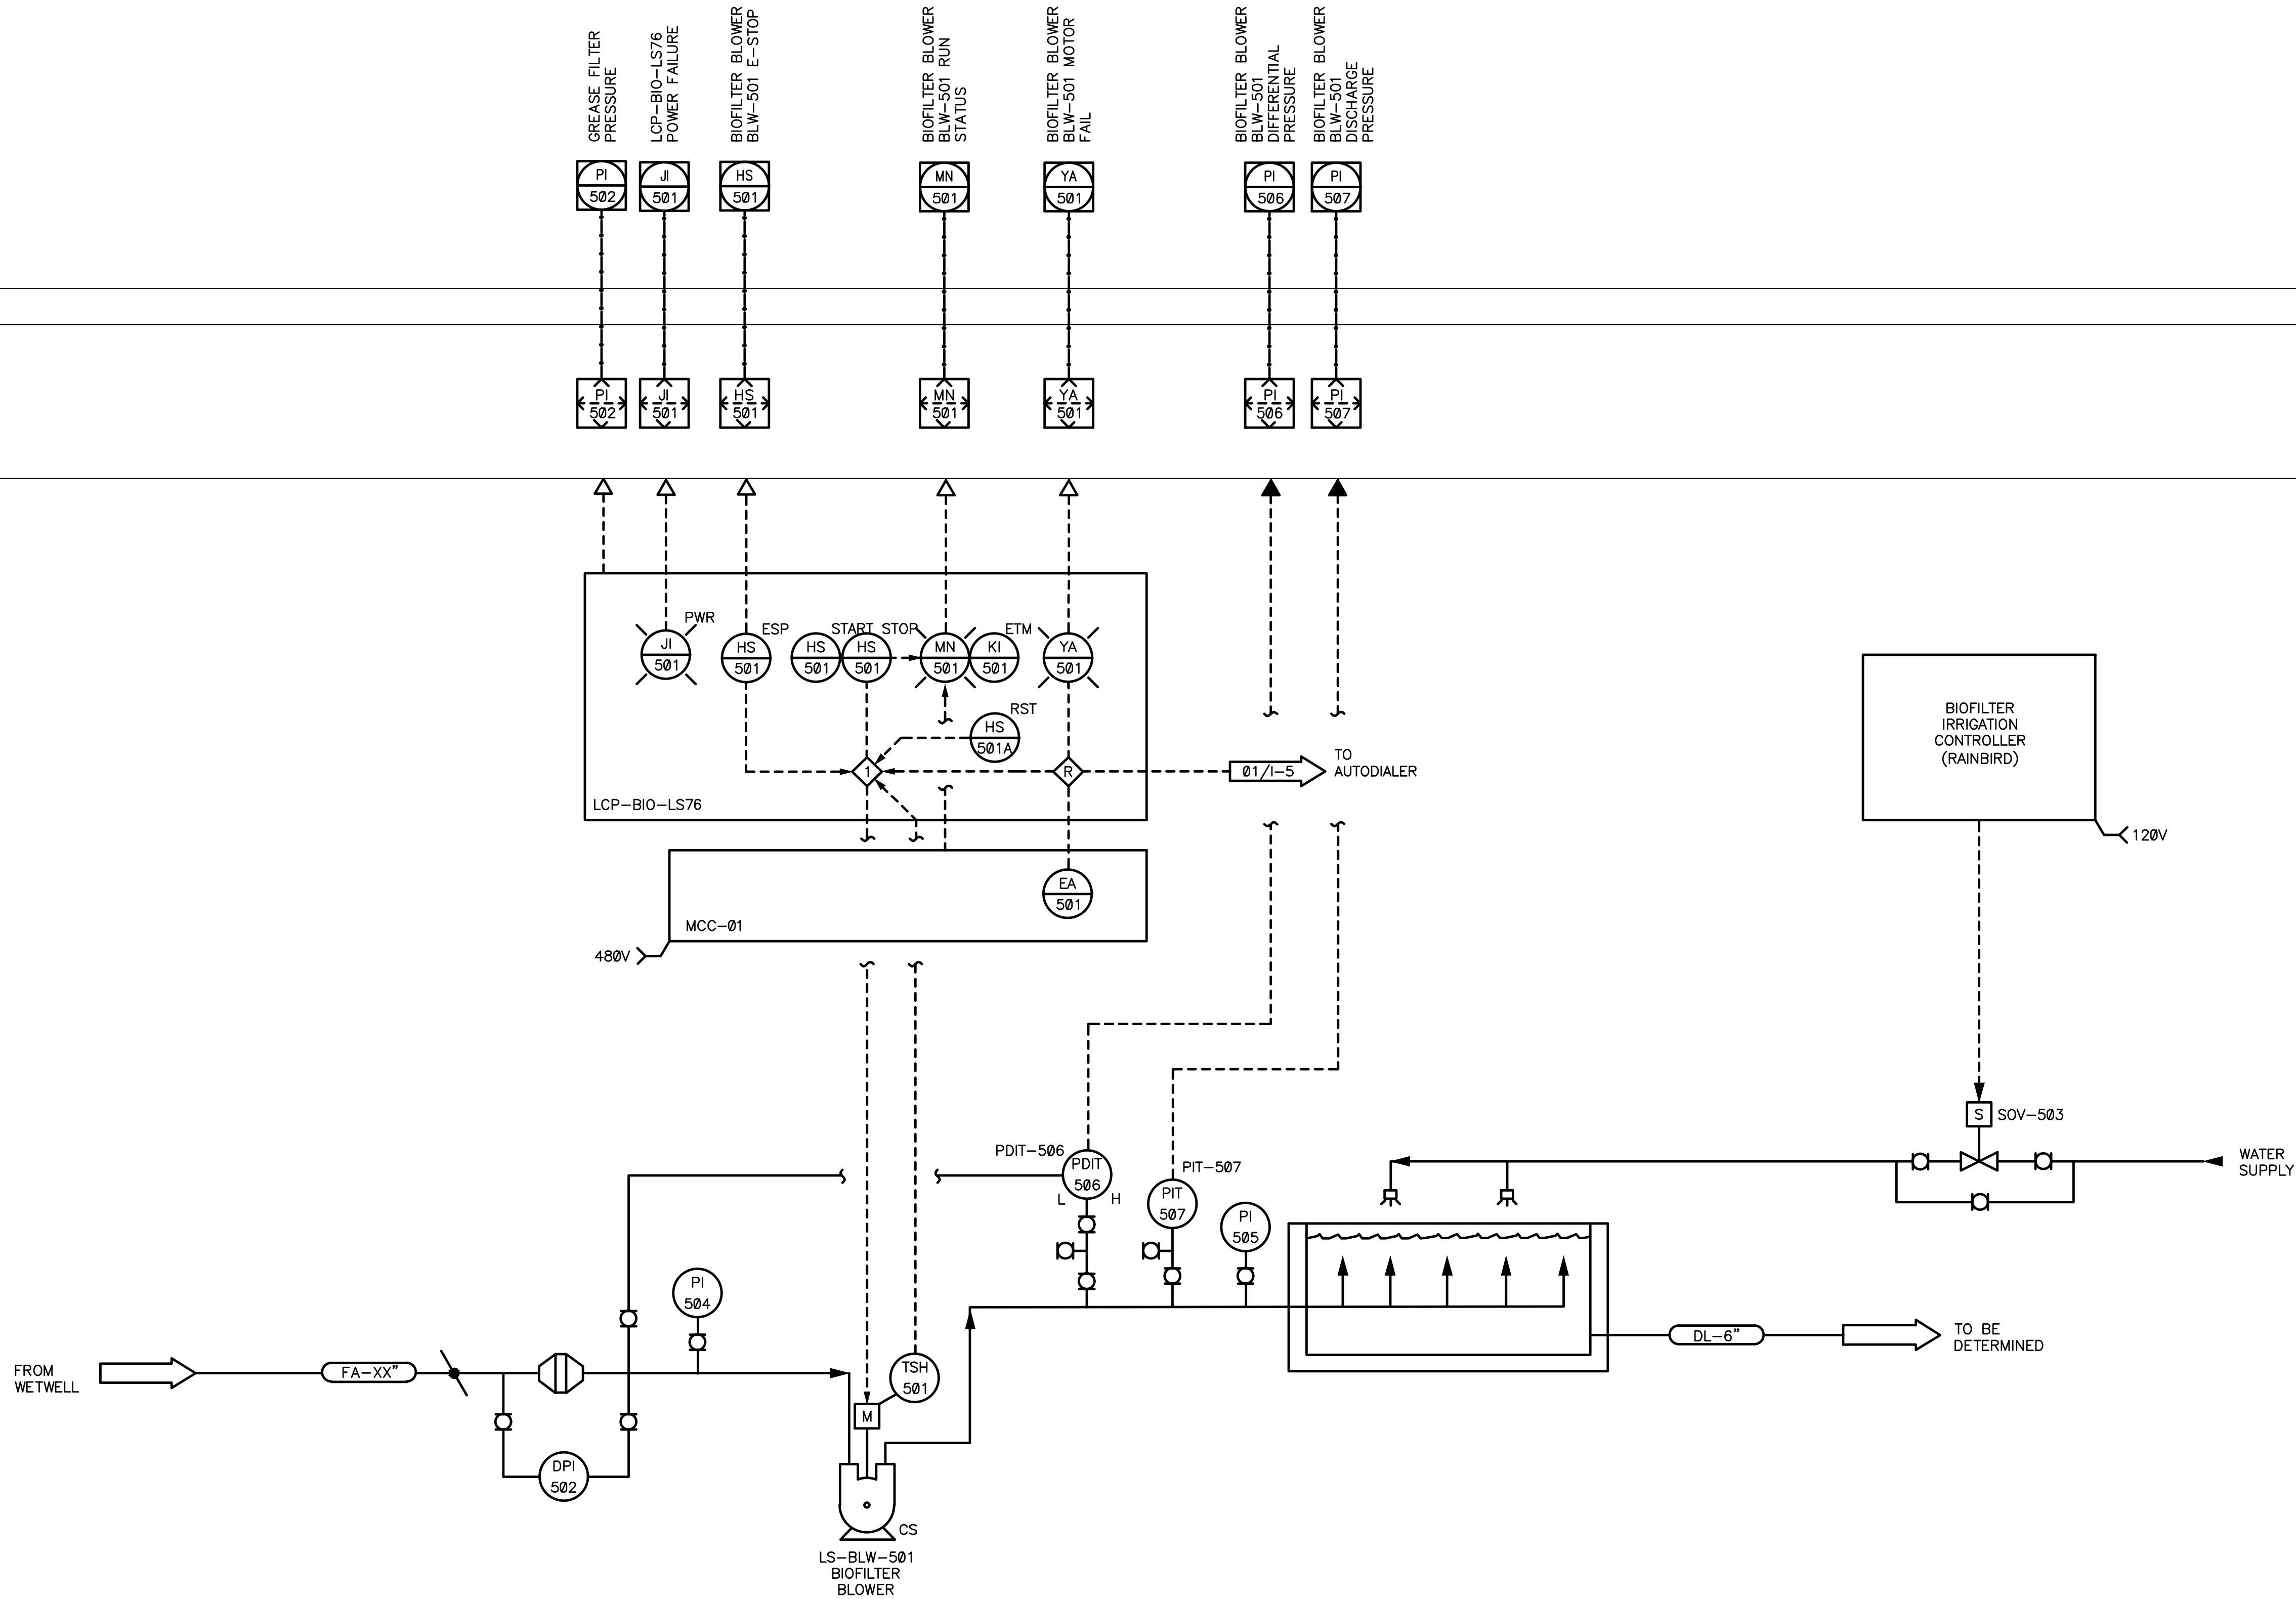 GREASE FILTER
PRESSURE
LCP-BIO-LS76
POWER FAILURE
BIOFILTER BLOWER
BLW-501 E-STOP
BIOFILTER BLOWER
BLW-501 RUN
STATUS
BIOFILTER BLOWER
BLW-501 MOTOR
FAIL
BIOFILTER BLOWER
BLW-501
DIFFERENTIAL
PRESSURE
BIOFILTER BLOWER
BLW-501
DISCHARGE
PRESSURE
PI
502
JI
501
HS
501
MN
501
YA
501
PI
506
PI
507
PI
502
JI
501
HS
501
MN
501
YA
501
PI
506
PI
507
PWR
JI
501
ESP
HS
501
START STOP
HS
501
HS
501
MN
501
ETM
KI
501
YA
501
RST
HS
501A
1
R
01/I-5
TO
AUTODIALER
LCP-BIO-LS76
EA
501
MCC-01
480V
BIOFILTER
IRRIGATION
CONTROLLER
(RAINBIRD)
120V
S
SOV-503
WATER
SUPPLY
PDIT-506
PDIT
506
L
H
PIT-507
PIT
507
PI
505
PI
504
FROM
WETWELL
FA-XX"
DPI
502
TSH
501
M
CS
LS-BLW-501
BIOFILTER
BLOWER
DL-6"
TO BE
DETERMINED